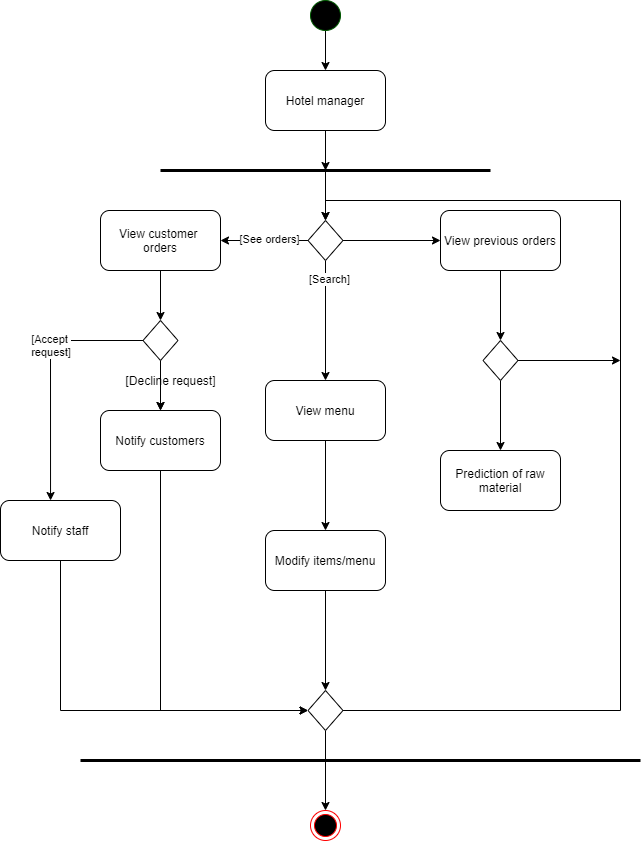 Hotel manager
View customer
orders
[See orders]
View previous orders
[Search]
[Accept
request]
[Decline request]
View menu
Notify customers
Prediction of raw
material
Notify staff
Modify items/menu